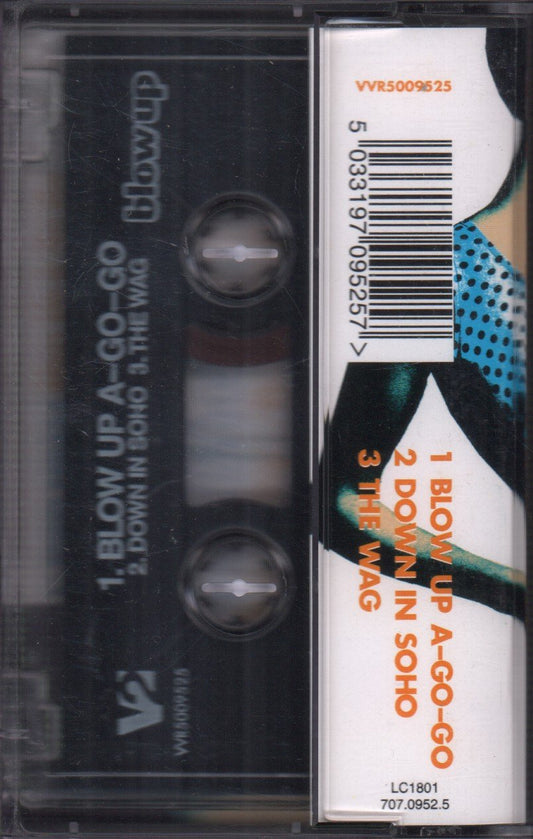 blowup
1. BLOW UP A-GO-GO
2. DOWN IN SOHO 3. THE WAG
V2
VVR5009525
VVR5009525
5 033197 095257 >
1 BLOW UP A-GO-GO
2 DOWN IN SOHO
3 THE WAG
LC1801
707.0952.5